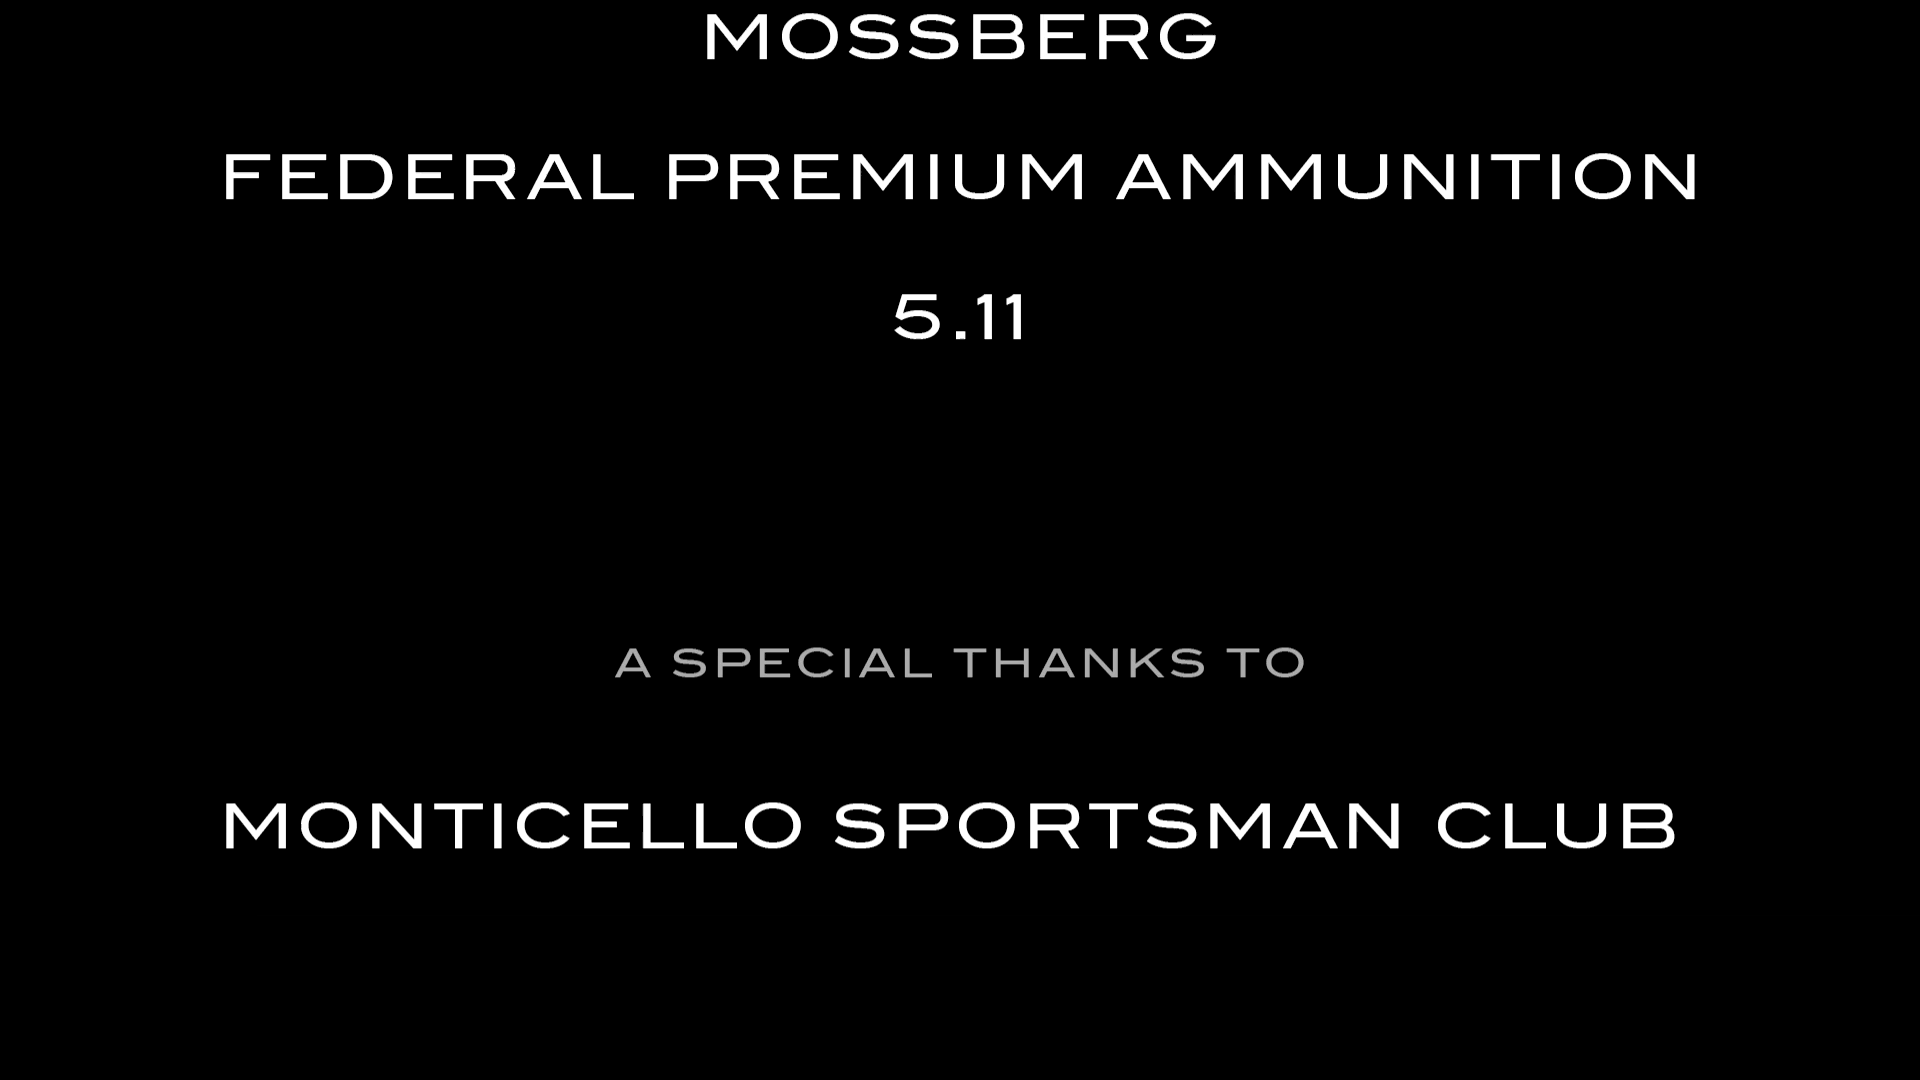 MOSSBERG
FEDERAL PREMIUM AMMUNITION
5.11
A SPECIAL THANKS TO
MONTICELLO SPORTSMAN CLUB